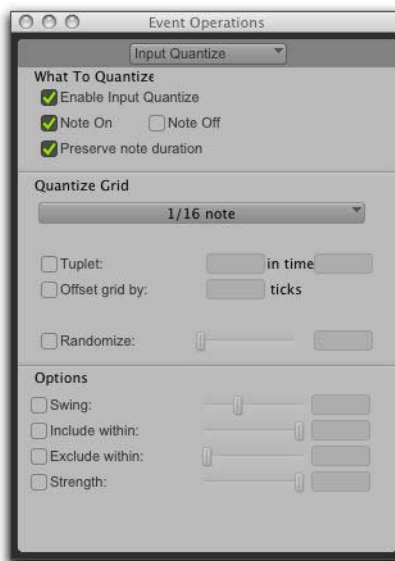 Event Operations
Input Quantize
What To Quantize
Enable Input Quantize
Note On Note Off
Preserve note duration
Quantize Grid
1/16 note
Tuplet: in time
Offset grid by: ticks
Randomize:
Options
Swing:
Include within:
Exclude within:
Strength: